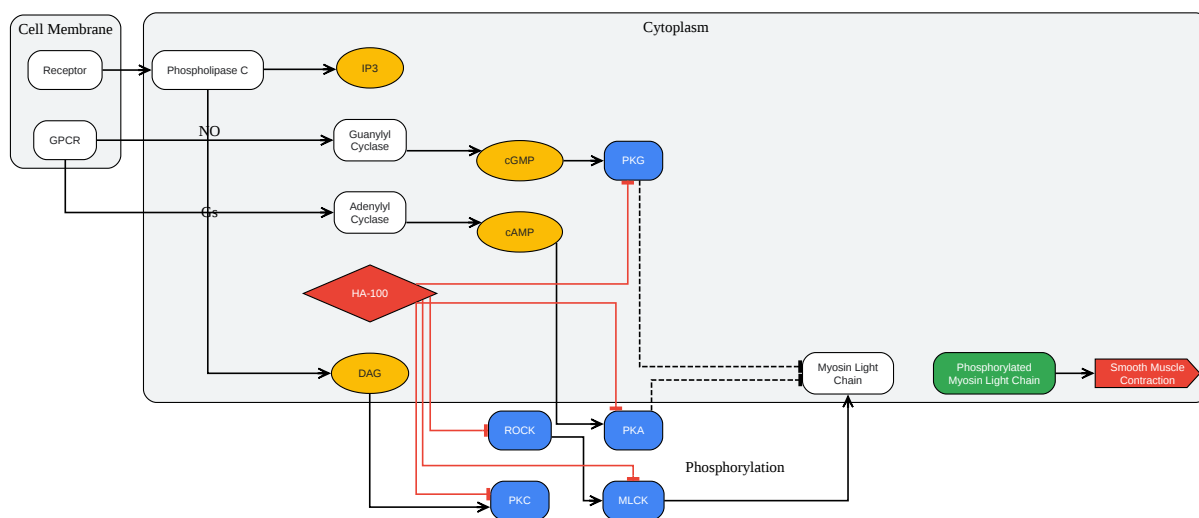 Cell Membrane
Cytoplasm
Receptor
Phospholipase C
IP3
GPCR
NO
Guanylyl
Cyclase
cGMP
PKG
Gs
Adenylyl
Cyclase
cAMP
HA-100
DAG
Myosin Light
Chain
Phosphorylated
Myosin Light Chain
Smooth Muscle
Contraction
ROCK
PKA
Phosphorylation
PKC
MLCK